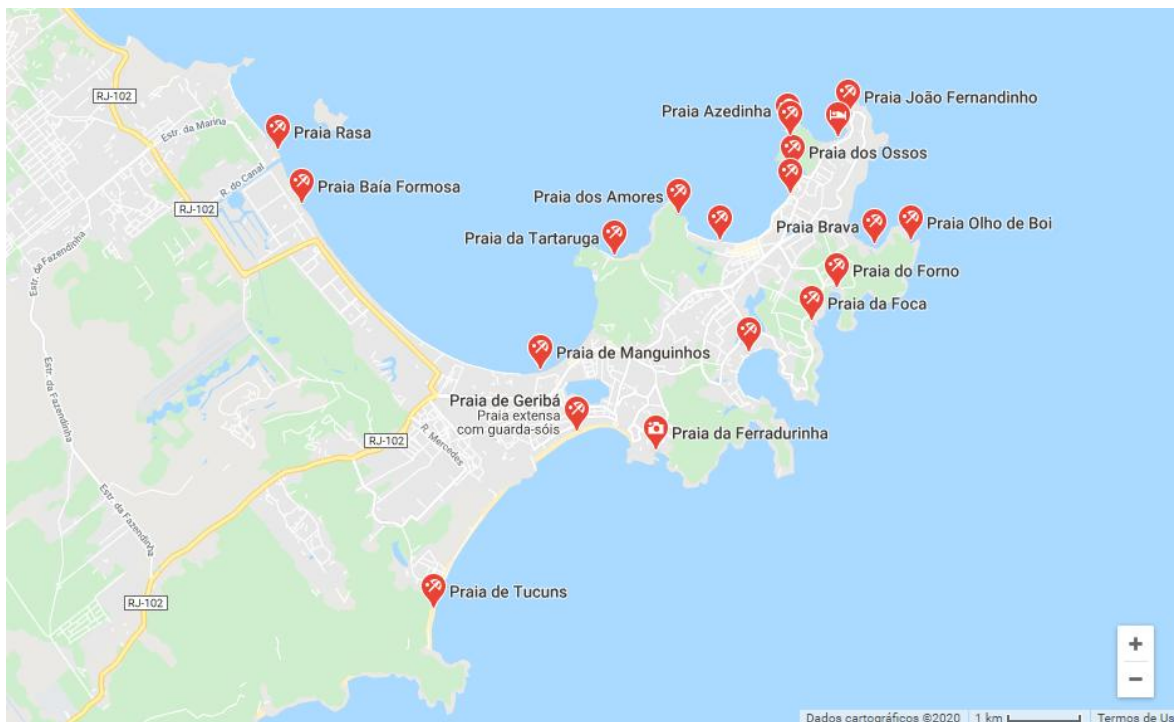 RJ-102
Estr. da Marina
Praia Rasa
R. do Canal
Praia Baía Formosa
RJ-102
Estr. da Fazendinha
Praia Azedinha
Praia João Fernandinho
Praia dos Ossos
Praia dos Amores
Praia da Tartaruga
Praia Brava
Praia Olho de Boi
Praia do Forno
Praia da Foca
Praia de Manguinhos
Estr. da Fazendinha
Praia de Geribá
Praia extensa
com guarda-sóis
Praia da Ferradurinha
RJ-102
R. Mercedes
Estr. da Fazendinha
Praia de Tucuns
RJ-102
+
−
Dados cartográficos ©2020
1 km
Termos de Us